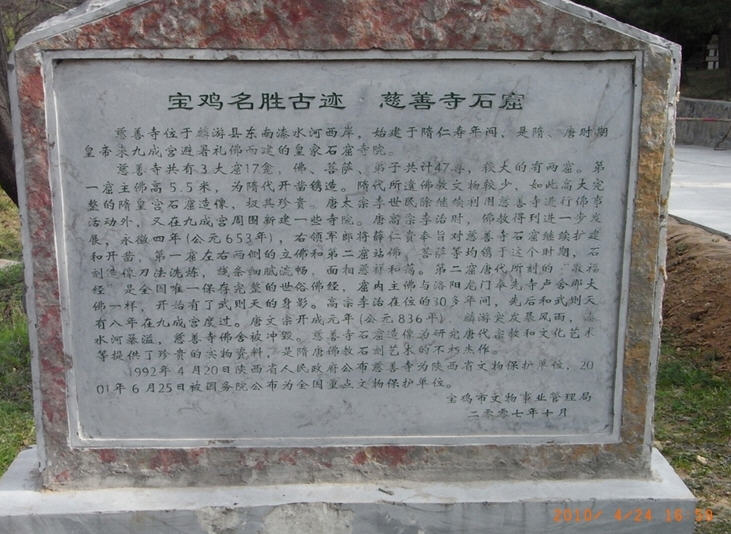 宝鸡名胜古迹 慈善寺石窟
慈善寺位于麟游县东南漆水河西岸，始建于隋仁寿年间，是隋、唐时期
皇帝来九成宫避暑礼佛而建的皇家石窟寺院。
慈善寺共有3大窟17龛，佛、菩萨、弟子共计47尊，较大的有两窟。第
一窟主佛高5.5米，为隋代开凿镌造。隋代所遗佛教文物较少，如此高大完
整的隋皇宫石窟造像，极其珍贵。唐太宗李世民除继续利用慈善寺进行佛事
活动外，又在九成宫周围新建一些寺院。唐高宗李治时，佛教得到进一步发
展，永徽四年(公元653年)，右领军郎将薛仁贵奉旨对慈善寺石窟继续扩建
和开凿，第一窟左右两侧的立佛和第二窟站佛、菩萨等均镌于这个时期，石
刻造像刀法洗炼，线条细腻流畅，面相慈祥和蔼。第二窟唐代所刻的“敬福
经”是全国唯一保存完整的世俗佛经，窟内主佛与洛阳龙门奉先寺卢舍那大
佛一样，开始有了武则天的身影。高宗李治在位的30多年间，先后和武则天
有八年在九成宫度过。唐文宗开成元年(公元836年)，麟游突发暴风雨，漆
水河暴溢，慈善寺佛舍被冲毁。慈善寺石窟造像为研究唐代宗教和文化艺术
等提供了珍贵的实物资料，是隋唐佛教石刻艺术的不朽杰作。
1992年4月20日陕西省人民政府公布慈善寺为陕西省文物保护单位，20
01年6月25日被国务院公布为全国重点文物保护单位。
宝鸡市文物事业管理局
二零零七年十月
2010/ 4/24 16:59